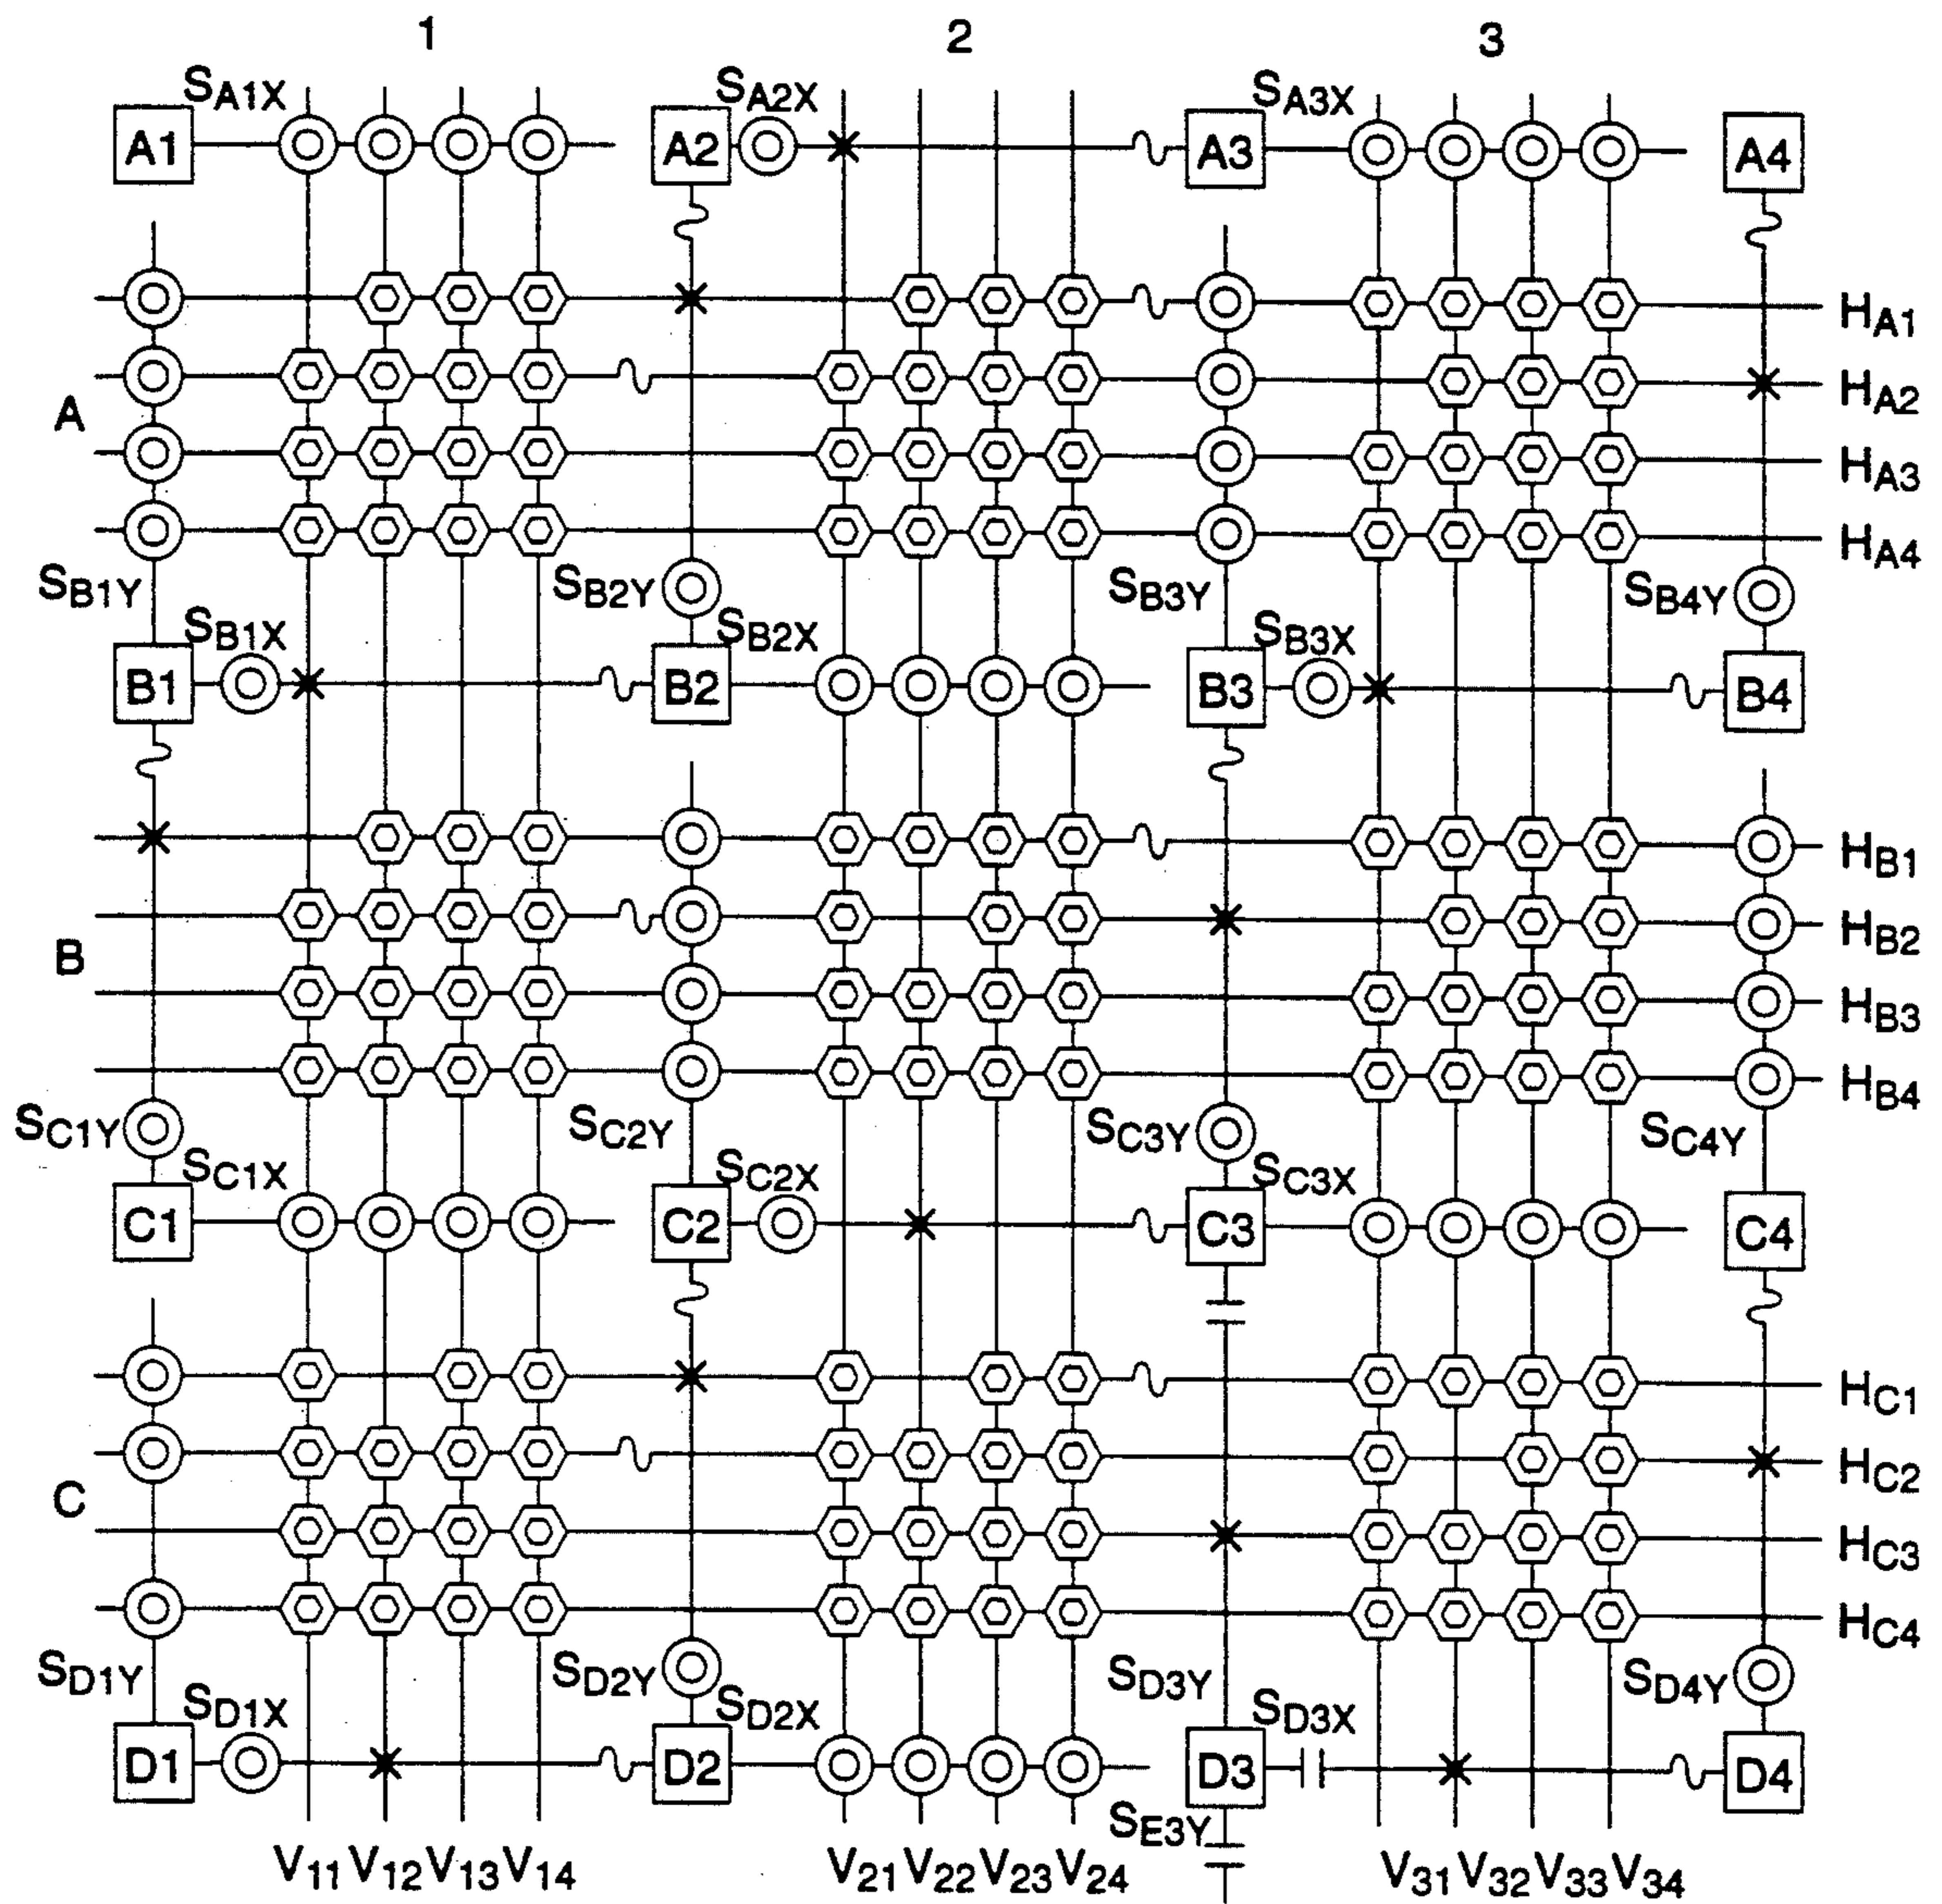 1 2 3
SA1X SA2X SA3X
A1 A2 A3 A4
HA1
HA2
A
HA3
HA4
SB1Y SB2Y SB3Y SB4Y
SB1X SB2X SB3X
B1 B2 B3 B4
HB1
HB2
B
HB3
HB4
SC1Y SC2Y SC3Y SC4Y
SC1X SC2X SC3X
C1 C2 C3 C4
HC1
HC2
C
HC3
HC4
SD1Y SD2Y SD3Y SD4Y
SD1X SD2X SD3X
D1 D2 D3 D4
SE3Y
V11 V12 V13 V14 V21 V22 V23 V24 V31 V32 V33 V34